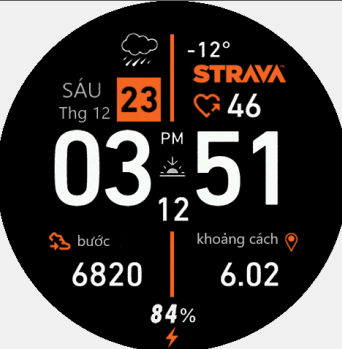 -12°
STRAVA
SÁU 23
Thg 12
46
03 PM 51
12
bước
khoảng cách
6820
6.02
84%